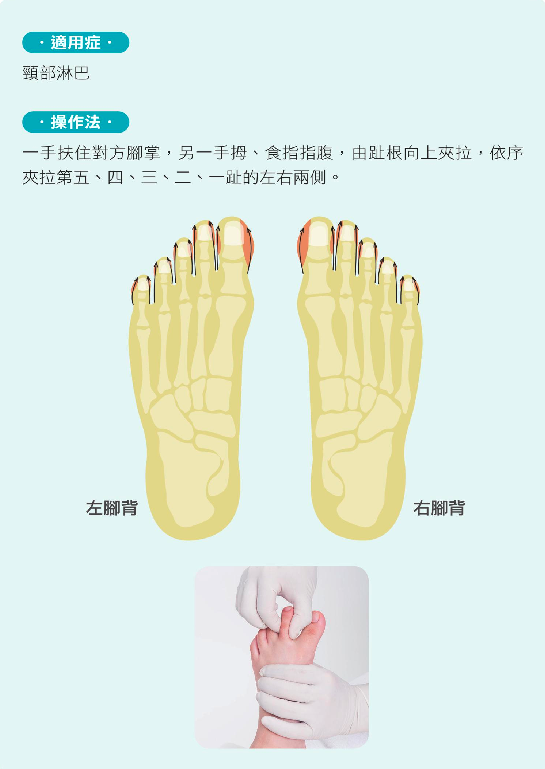 ·適用症·
頸部淋巴
·操作法·
一手扶住對方腳掌，另一手拇、食指指腹，由趾根向上夾拉，依序
夾拉第五、四、三、二、一趾的左右兩側。
左腳背
右腳背